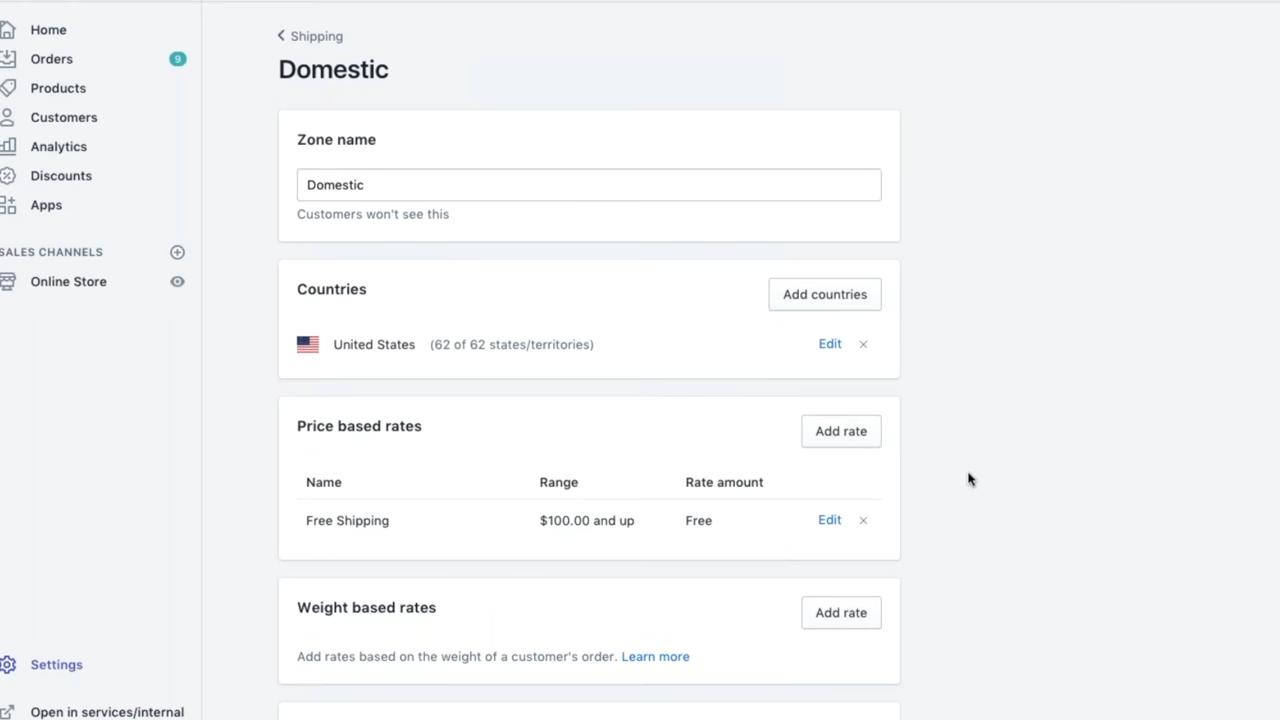 Home
Orders 9
Products
Customers
Analytics
Discounts
Apps
SALES CHANNELS
Online Store
Settings
Open in services/internal
Shipping
Domestic
Zone name
Domestic
Customers won't see this
Countries
Add countries
United States (62 of 62 states/territories) Edit
Price based rates
Add rate
Name Range Rate amount
Free Shipping $100.00 and up Free Edit
Weight based rates
Add rate
Add rates based on the weight of a customer's order. Learn more